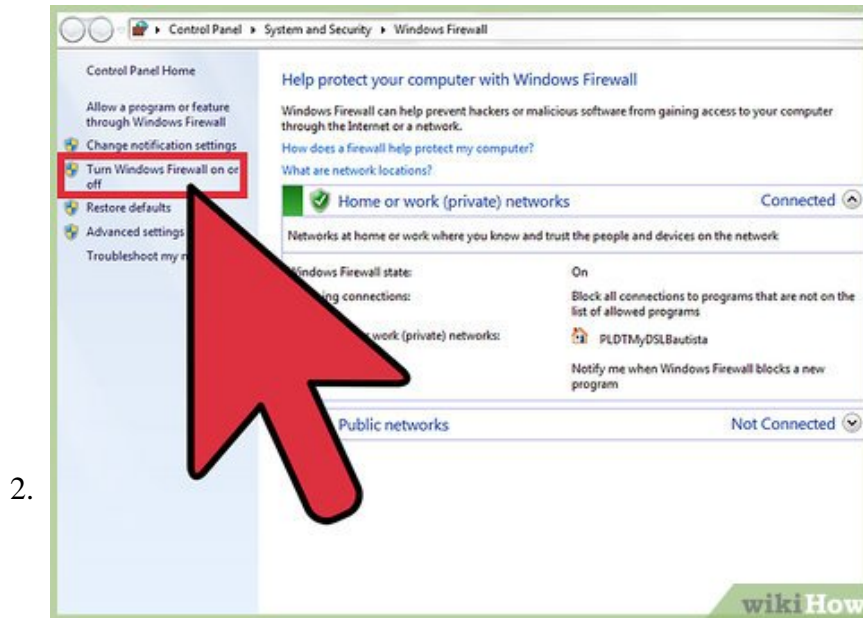 Control Panel System and Security Windows Firewall
Control Panel Home
Allow a program or feature
through Windows Firewall
Change notification settings
Turn Windows Firewall on or
off
Restore defaults
Advanced settings
Troubleshoot my
Help protect your computer with Windows Firewall
Windows Firewall can help prevent hackers or malicious software from gaining access to your computer
through the Internet or a network.
How does a firewall help protect my computer?
What are network locations?
Home or work (private) networks Connected
Networks at home or work where you know and trust the people and devices on the network
Windows Firewall state: On
connections: Block all connections to programs that are not on the
list of allowed programs
work (private) networks: PLDTMyDSLBautista
Notify me when Windows Firewall blocks a new
program
Public networks Not Connected
2.
wikiHow